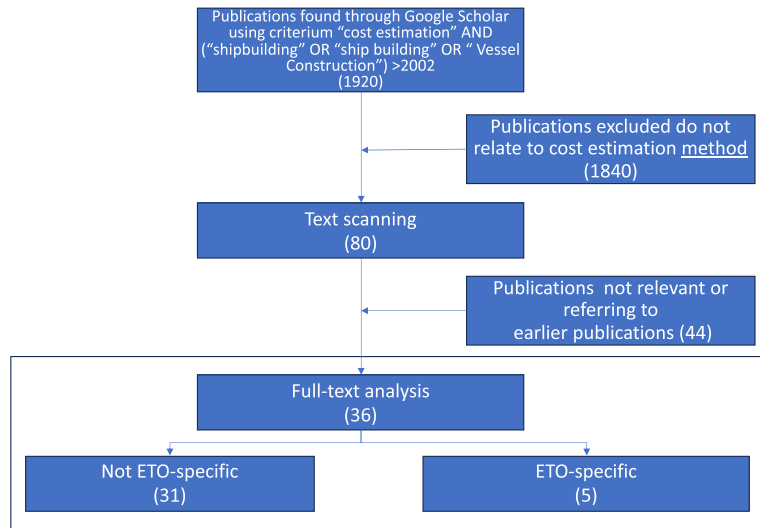 Publications found through Google Scholar
using criterium “cost estimation” AND
(“shipbuilding” OR “ship building” OR “ Vessel
Construction”) >2002
(1920)
Publications excluded do not
relate to cost estimation method
(1840)
Text scanning
(80)
Publications  not relevant or
referring to
earlier publications (44)
Full-text analysis
(36)
Not ETO-specific
(31)
ETO-specific
(5)